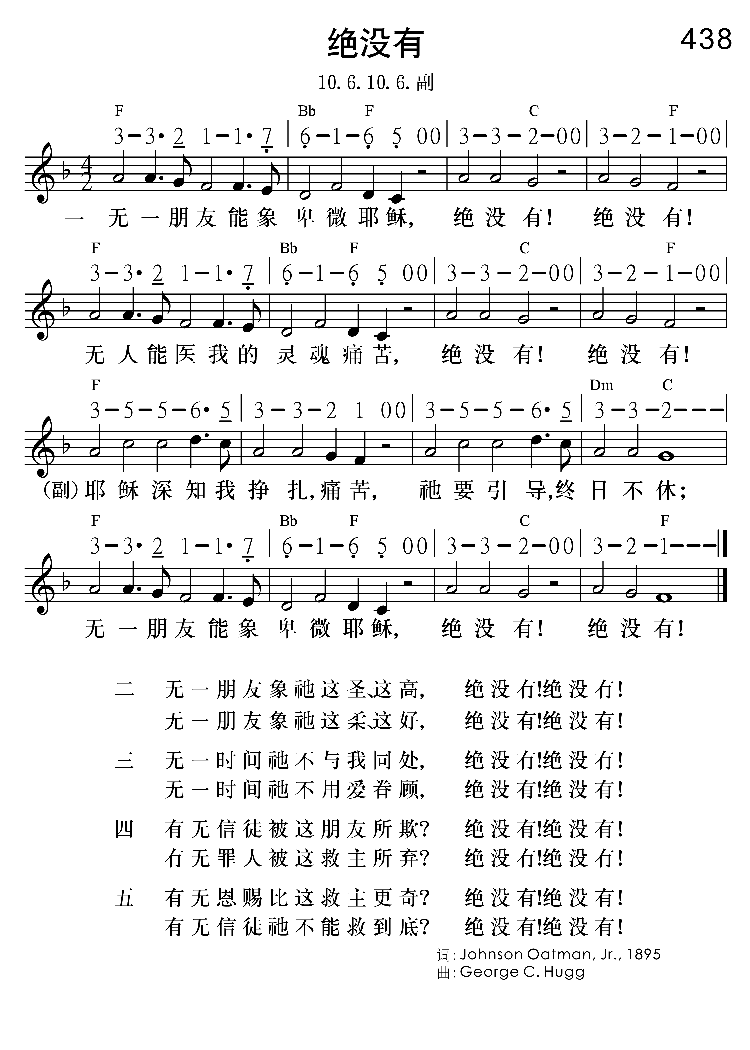 绝没有
438
10.6.10.6.副
F Bb F C F
3-3• 2 1-1• 7 | 6-1-6 5 00 | 3-3-2-00 | 3-2-1-00 |
一 无一朋友能象 卑微耶稣, 绝没有! 绝没有!
F Bb F C F
3-3• 2 1-1• 7 | 6-1-6 5 00 | 3-3-2-00 | 3-2-1-00 |
无人能医我的 灵魂痛苦, 绝没有! 绝没有!
F Dm C
3-5-5-6• 5 | 3-3-2 1 00 | 3-5-5-6• 5 | 3-3-2--- |
(副)耶稣深知我挣扎,痛苦, 祂要引导,终日不休;
F Bb F C F
3-3• 2 1-1• 7 | 6-1-6 5 00 | 3-3-2-00 | 3-2-1---
无一朋友能象 卑微耶稣, 绝没有! 绝没有!
二 无一朋友象祂这圣、这高, 绝没有!绝没有!
无一朋友象祂这柔、这好, 绝没有!绝没有!
三 无一时间祂不与我同处, 绝没有!绝没有!
无一时间祂不用爱眷顾, 绝没有!绝没有!
四 有无信徒被这朋友所欺? 绝没有!绝没有!
有无罪人被这救主所弃? 绝没有!绝没有!
五 有无恩赐比这救主更奇? 绝没有!绝没有!
有无信徒祂不能救到底? 绝没有!绝没有!
词: Johnson Oatman, Jr., 1895
曲: George C. Hugg